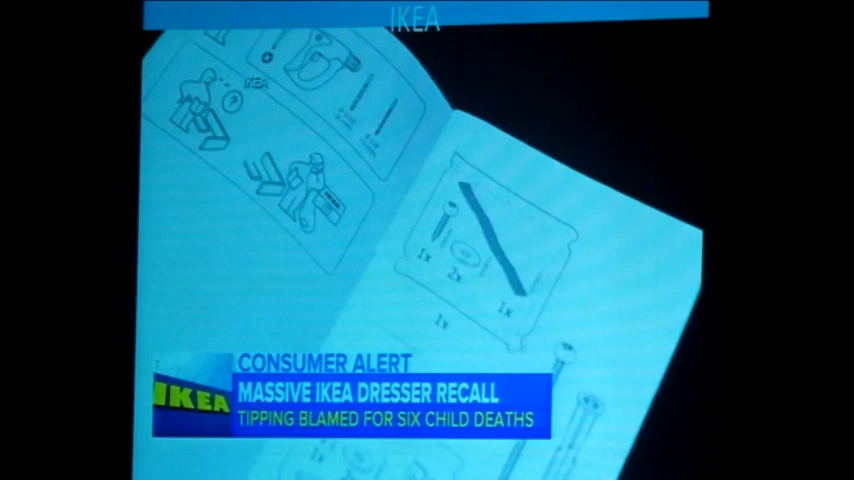 IKEA
IKEA
?
1x
2x
1x
1x
CONSUMER ALERT
MASSIVE IKEA DRESSER RECALL
TIPPING BLAMED FOR SIX CHILD DEATHS
IKEA
1x